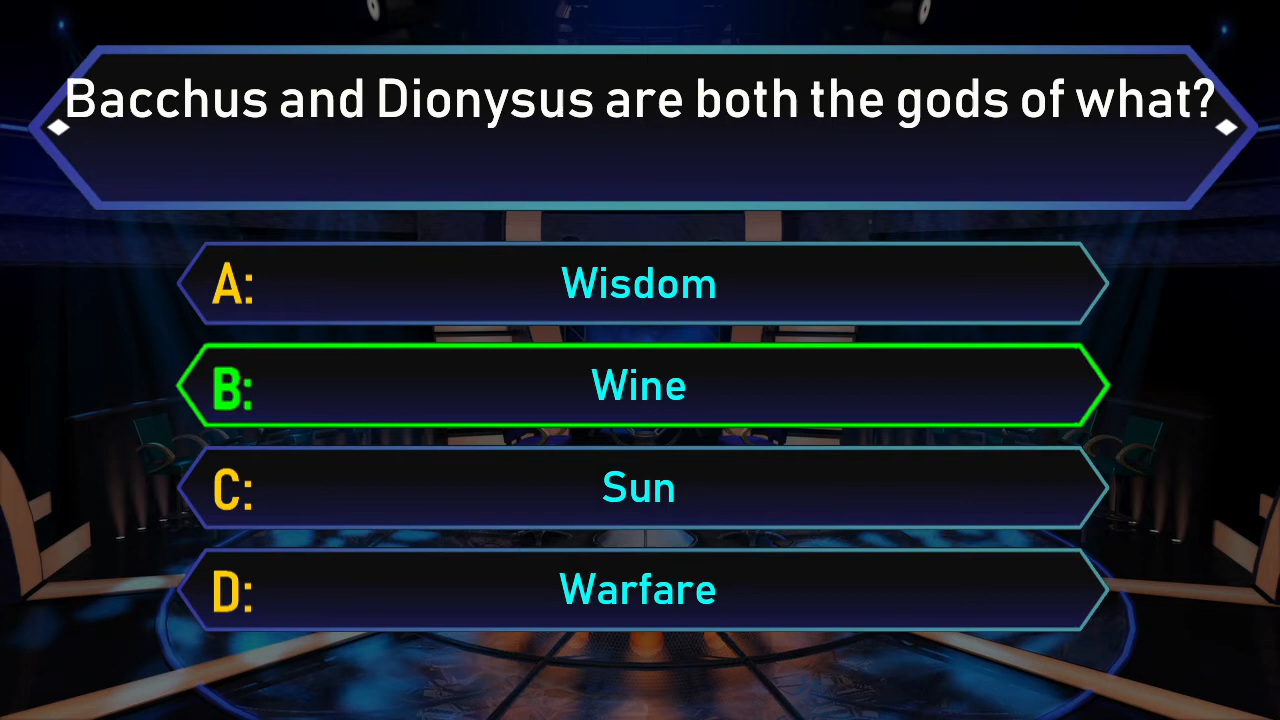 Bacchus and Dionysus are both the gods of what?
A: Wisdom
B: Wine
C: Sun
D: Warfare